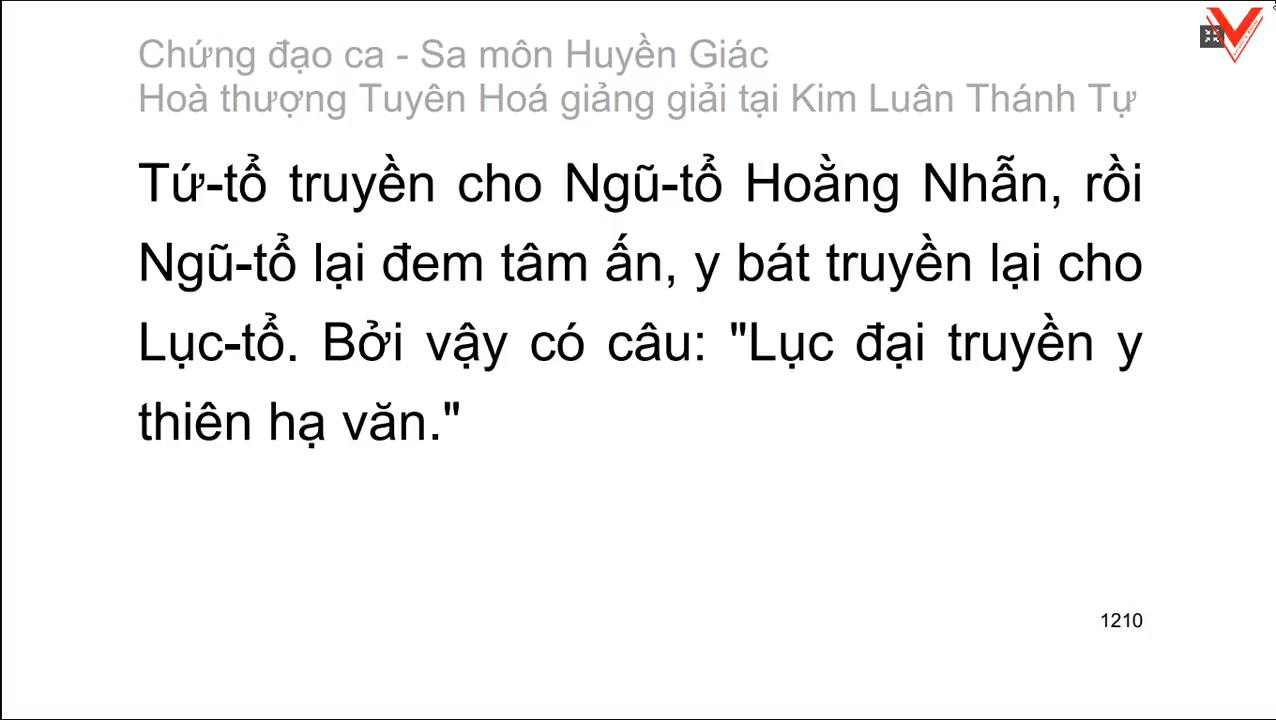 Chứng đạo ca - Sa môn Huyền Giác
Hoà thượng Tuyên Hoá giảng giải tại Kim Luân Thánh Tự
Tứ-tổ truyền cho Ngũ-tổ Hoằng Nhẫn, rồi
Ngũ-tổ lại đem tâm ấn, y bát truyền lại cho
Lục-tổ. Bởi vậy có câu: "Lục đại truyền y
thiên hạ văn."
1210